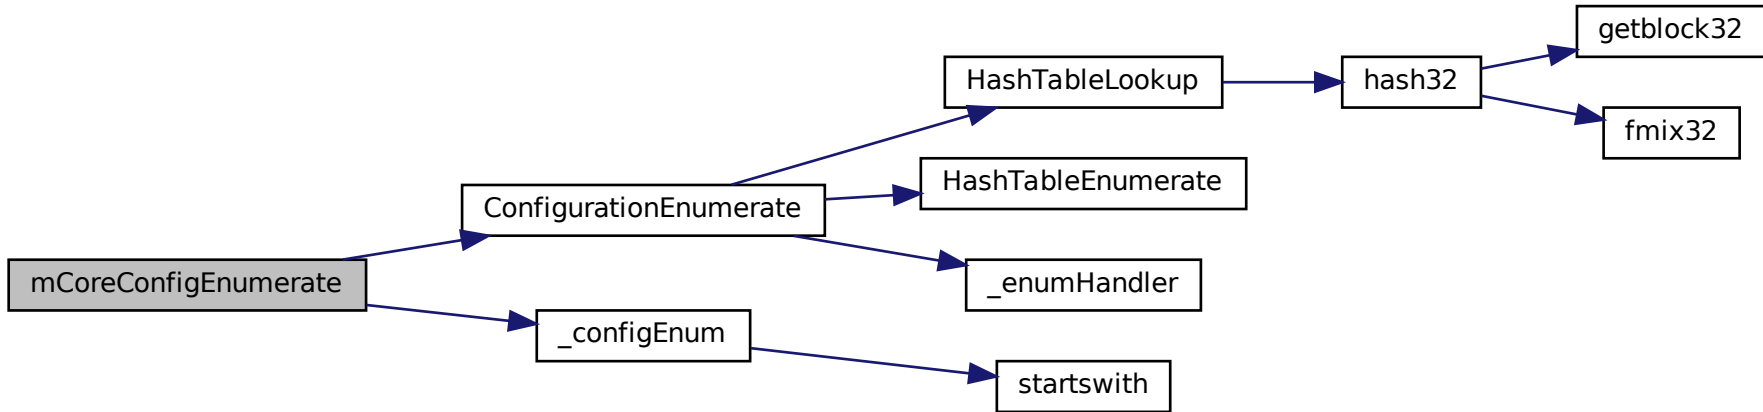 getblock32
HashTableLookup
hash32
fmix32
HashTableEnumerate
ConfigurationEnumerate
mCoreConfigEnumerate
_enumHandler
_configEnum
startswith